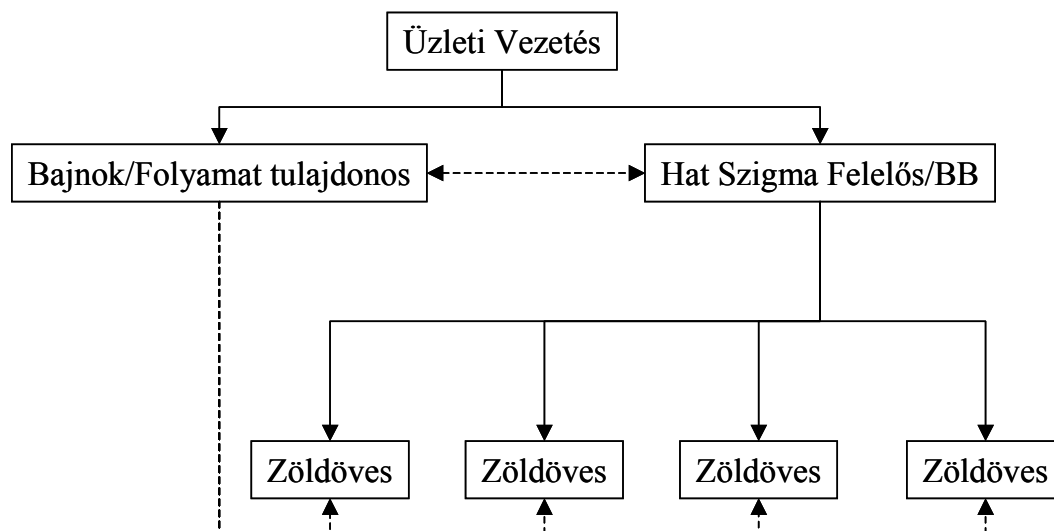 Üzleti Vezetés
Bajnok/Folyamat tulajdonos
Hat Szigma Felelős/BB
Zöldöves
Zöldöves
Zöldöves
Zöldöves